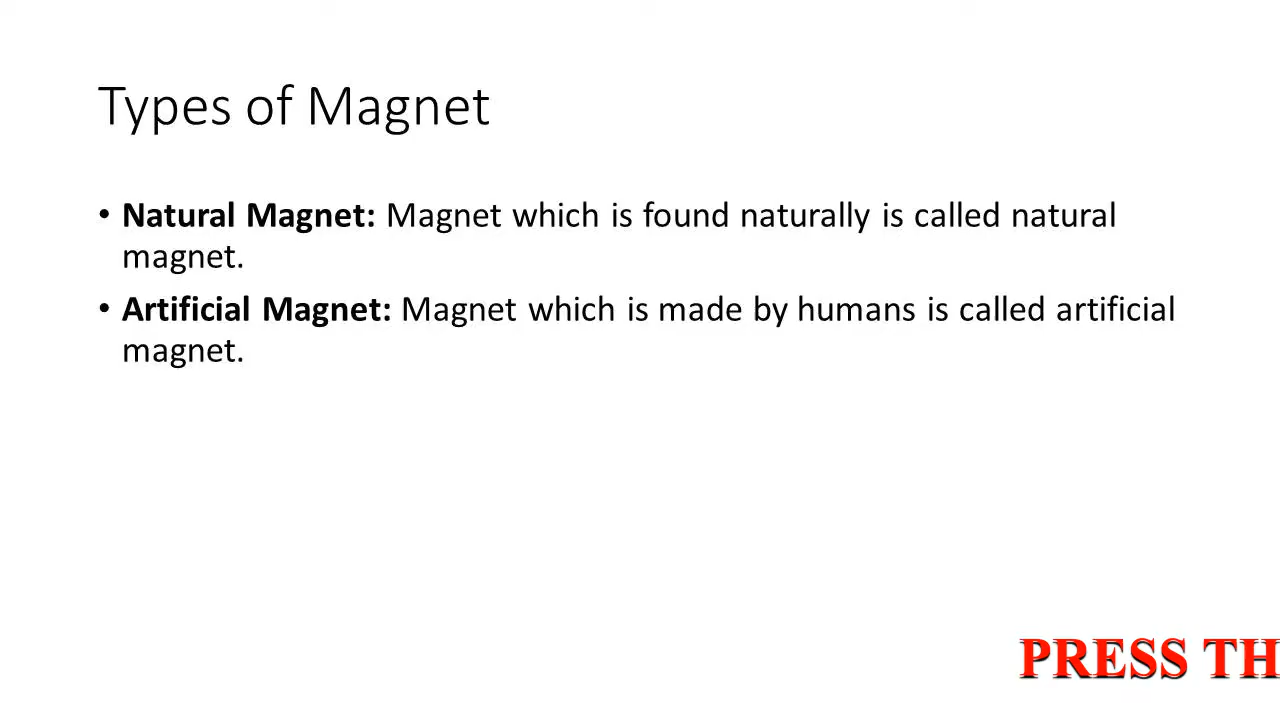 Types of Magnet
• Natural Magnet: Magnet which is found naturally is called natural
magnet.
• Artificial Magnet: Magnet which is made by humans is called artificial
magnet.
PRESS TH